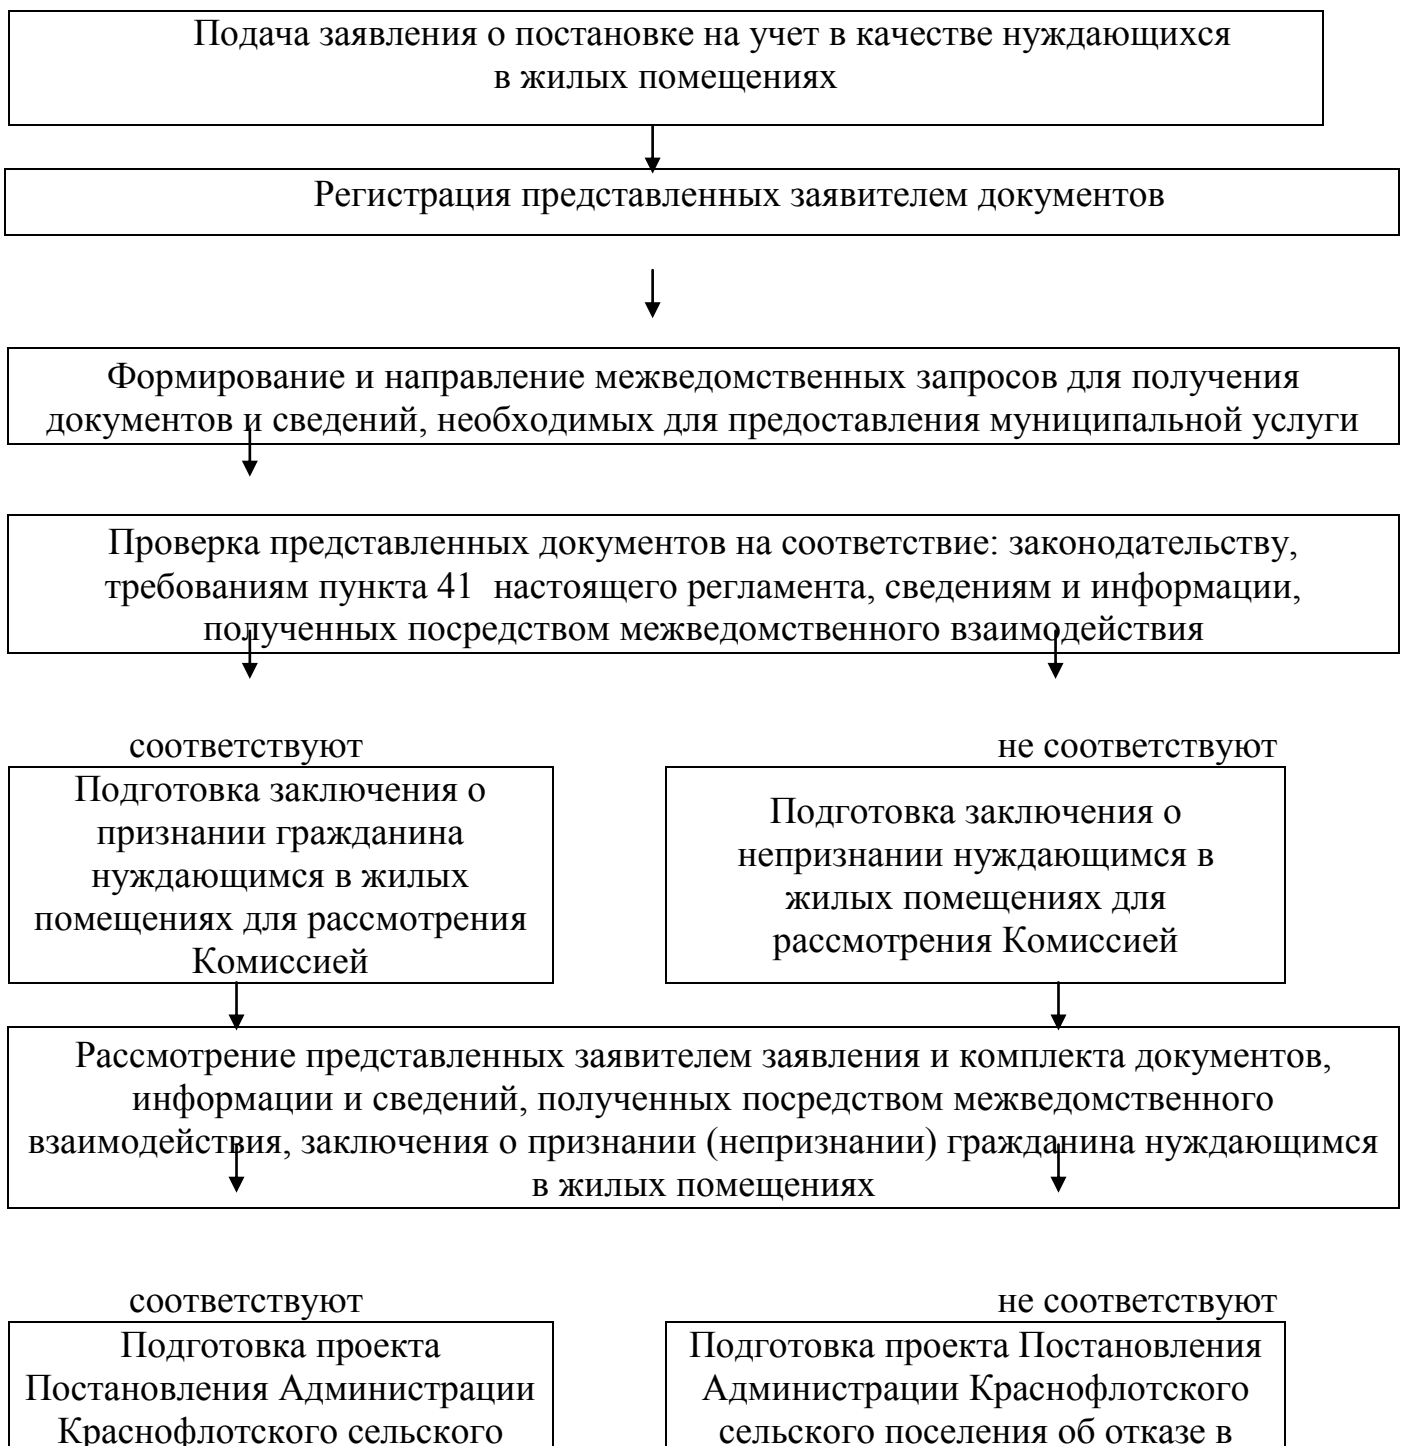 Подача заявления о постановке на учет в качестве нуждающихся
в жилых помещениях
Регистрация представленных заявителем документов
Формирование и направление межведомственных запросов для получения
документов и сведений, необходимых для предоставления муниципальной услуги
Проверка представленных документов на соответствие: законодательству,
требованиям пункта 41 настоящего регламента, сведениям и информации,
полученных посредством межведомственного взаимодействия
соответствуют
не соответствуют
Подготовка заключения о
признании гражданина
нуждающимся в жилых
помещениях для рассмотрения
Комиссией
Подготовка заключения о
непризнании нуждающимся в
жилых помещениях для
рассмотрения Комиссией
Рассмотрение представленных заявителем заявления и комплекта документов,
информации и сведений, полученных посредством межведомственного
взаимодействия, заключения о признании (непризнании) гражданина нуждающимся
в жилых помещениях
соответствуют
не соответствуют
Подготовка проекта
Постановления Администрации
Краснофлотского сельского
Подготовка проекта Постановления
Администрации Краснофлотского
сельского поселения об отказе в